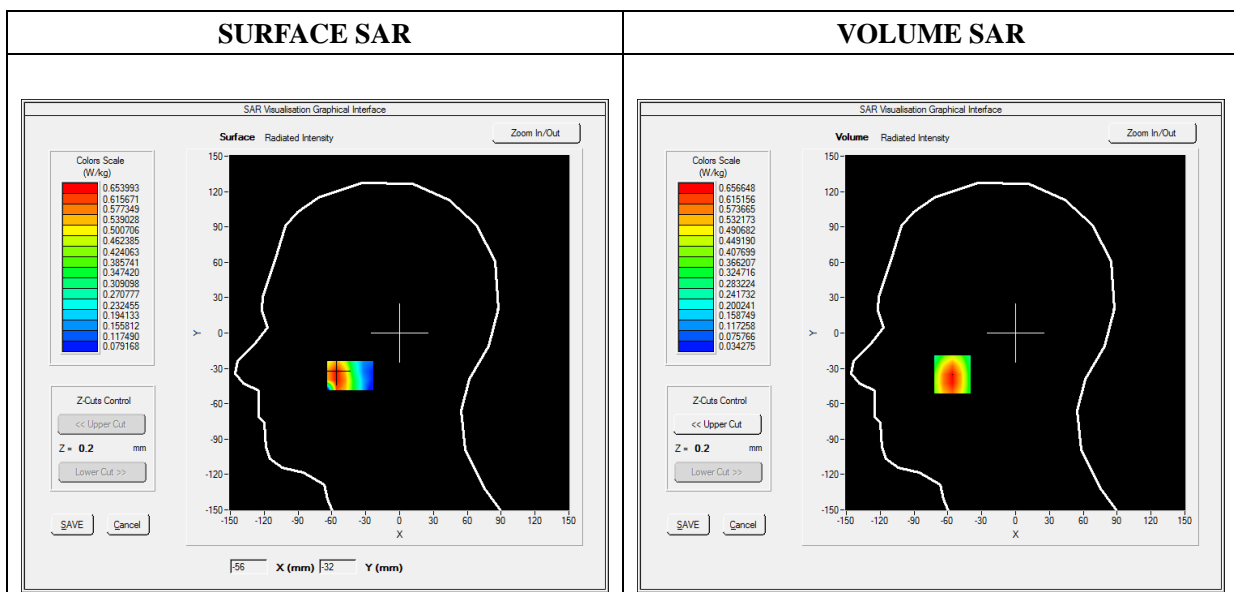 SURFACE SAR
VOLUME SAR
SAR Visualisation Graphical Interface
Surface Radiated Intensity
Zoom In/Out
Colors Scale
(W/kg)
0.653993
0.615671
0.577349
0.539028
0.500706
0.462385
0.424063
0.385741
0.347420
0.309098
0.270777
0.232455
0.194133
0.155812
0.117490
0.079168
Z-Cuts Control
<< Upper Cut
Z = 0.2 mm
Lower Cut >>
SAVE Cancel
150
120
90
60
30
0
-30
-60
-90
-120
-150
Y
-150 -120 -90 -60 -30 0 30 60 90 120 150
X
-56 X (mm) -32 Y (mm)
SAR Visualisation Graphical Interface
Volume Radiated Intensity
Zoom In/Out
Colors Scale
(W/kg)
0.656648
0.615156
0.573665
0.532173
0.490682
0.449190
0.407699
0.366207
0.324716
0.283224
0.241732
0.200241
0.158749
0.117258
0.075766
0.034275
Z-Cuts Control
<< Upper Cut
Z = 0.2 mm
Lower Cut >>
SAVE Cancel
150
120
90
60
30
0
-30
-60
-90
-120
-150
Y
-150 -120 -90 -60 -30 0 30 60 90 120 150
X